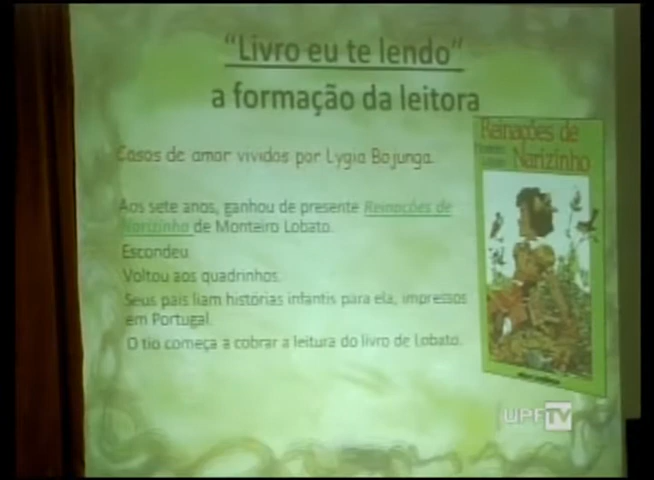 "Livro eu te lendo"
a formação da leitora
Casos de amor vividos por Lygia Bojunga.
Aos sete anos, ganhou de presente Reinações de
Narizinho de Monteiro Lobato.
Escondeu.
Voltou aos quadrinhos.
Seus pais liam histórias infantis para ela, impressos
em Portugal.
O tio começa a cobrar a leitura do livro de Lobato.
Reinações de
Narizinho
UPFTV